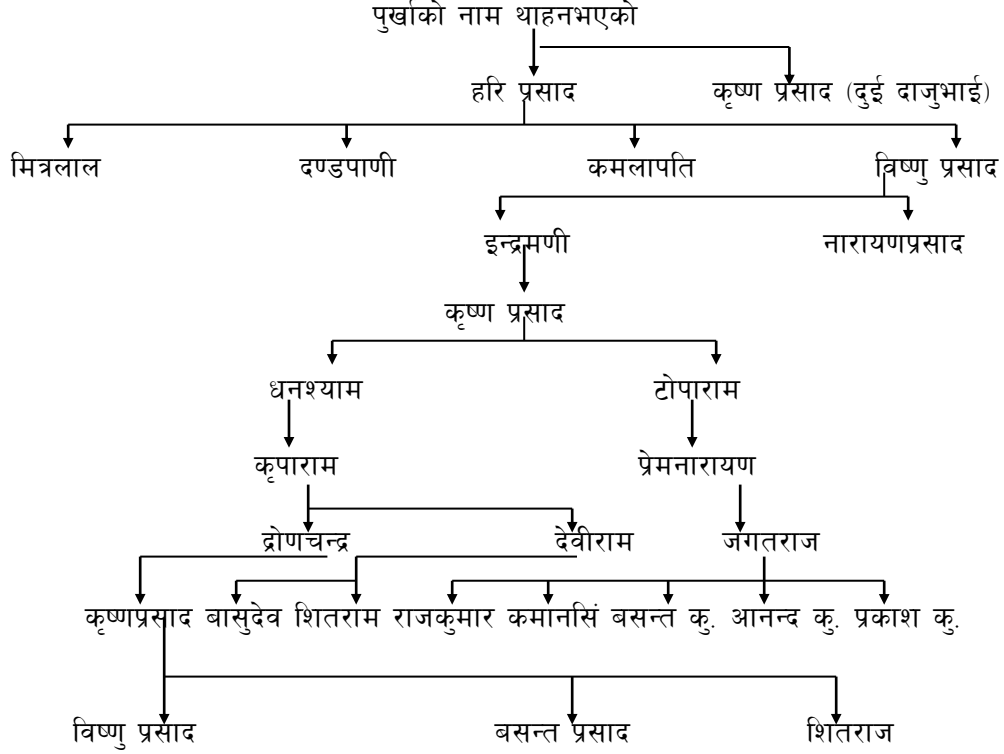 पुर्खाको नाम थाहनभएको
हरि प्रसाद कृष्ण प्रसाद (दुई दाजुभाई)
मित्रलाल दण्डपाणी कमलापति विष्णु प्रसाद
इन्द्रमणी नारायणप्रसाद
कृष्ण प्रसाद
धनश्याम टोपाराम
कृपाराम प्रेमनारायण
द्रोणचन्द्र देवीराम जगतराज
कृष्णप्रसाद बासुदेव शितराम राजकुमार कमानसिं बसन्त कु. आनन्द कु. प्रकाश कु.
विष्णु प्रसाद बसन्त प्रसाद शितराज